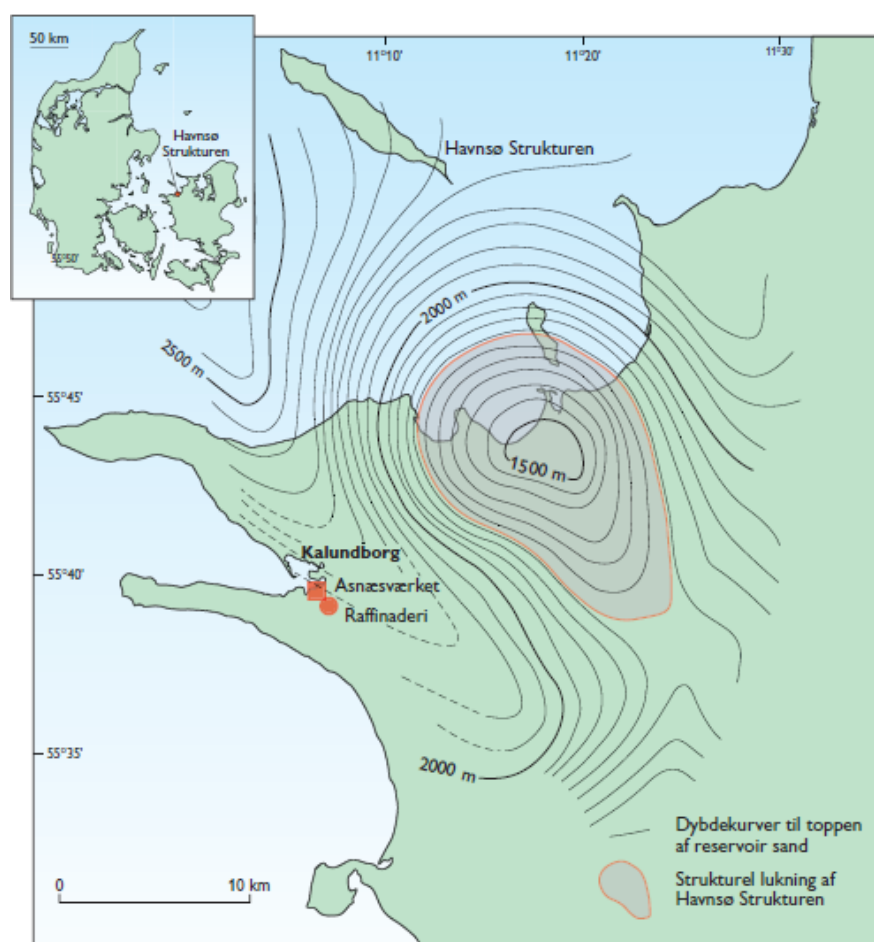 50 km
Havnsø
Strukturen
55°50'
11°10'
11°20'
11°30'
Havnsø Strukturen
2000 m
2500 m
55°45'
1500 m
Kalundborg
55°40'
Asnæsværket
Raffinaderi
55°35'
2000 m
0
10 km
Dybdekurver til toppen
af reservoir sand
Strukturel lukning af
Havnsø Strukturen